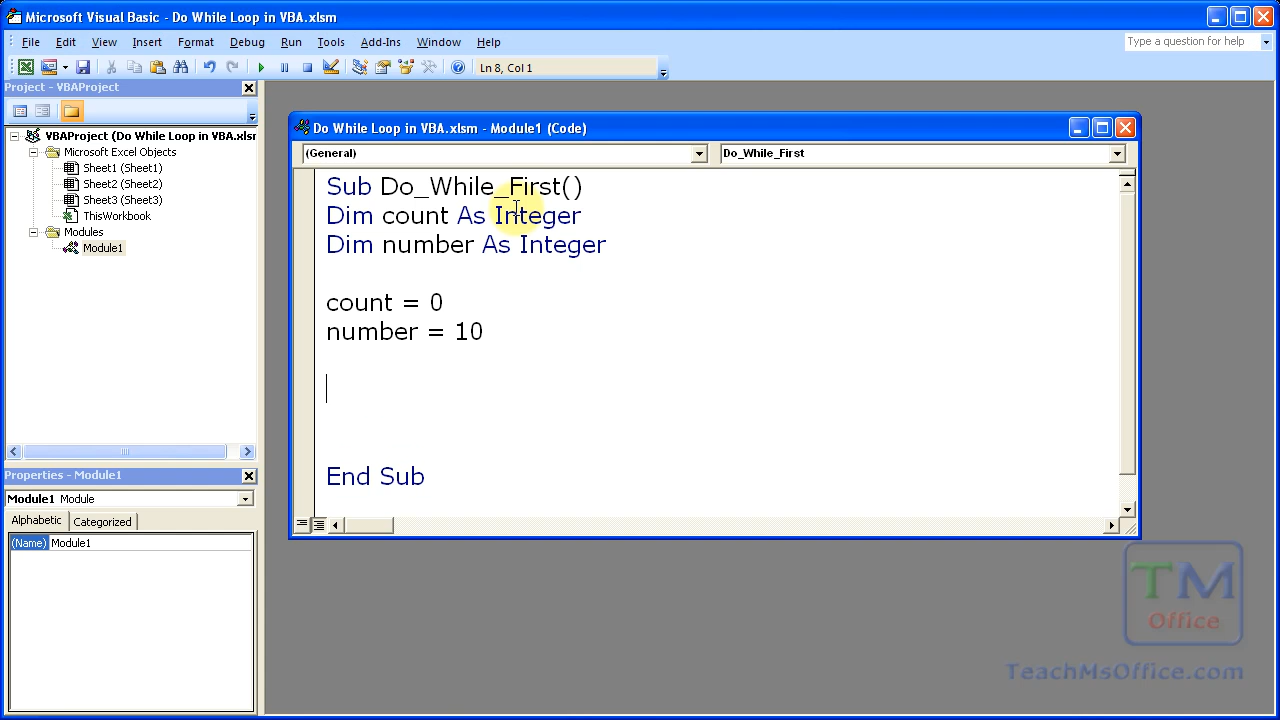 Microsoft Visual Basic - Do While Loop in VBA.xlsm
File Edit View Insert Format Debug Run Tools Add-Ins Window Help
Type a question for help
Ln 8, Col 1
Project - VBAProject
VBAProject (Do While Loop in VBA.xlsm
Microsoft Excel Objects
Sheet1 (Sheet1)
Sheet2 (Sheet2)
Sheet3 (Sheet3)
ThisWorkbook
Modules
Module1
Properties - Module1
Module1 Module
Alphabetic Categorized
(Name) Module1
Do While Loop in VBA.xlsm - Module1 (Code)
(General) Do_While_First
Sub Do_While_First()
Dim count As Integer
Dim number As Integer
count = 0
number = 10
End Sub
TM
Office
TeachMsOffice.com